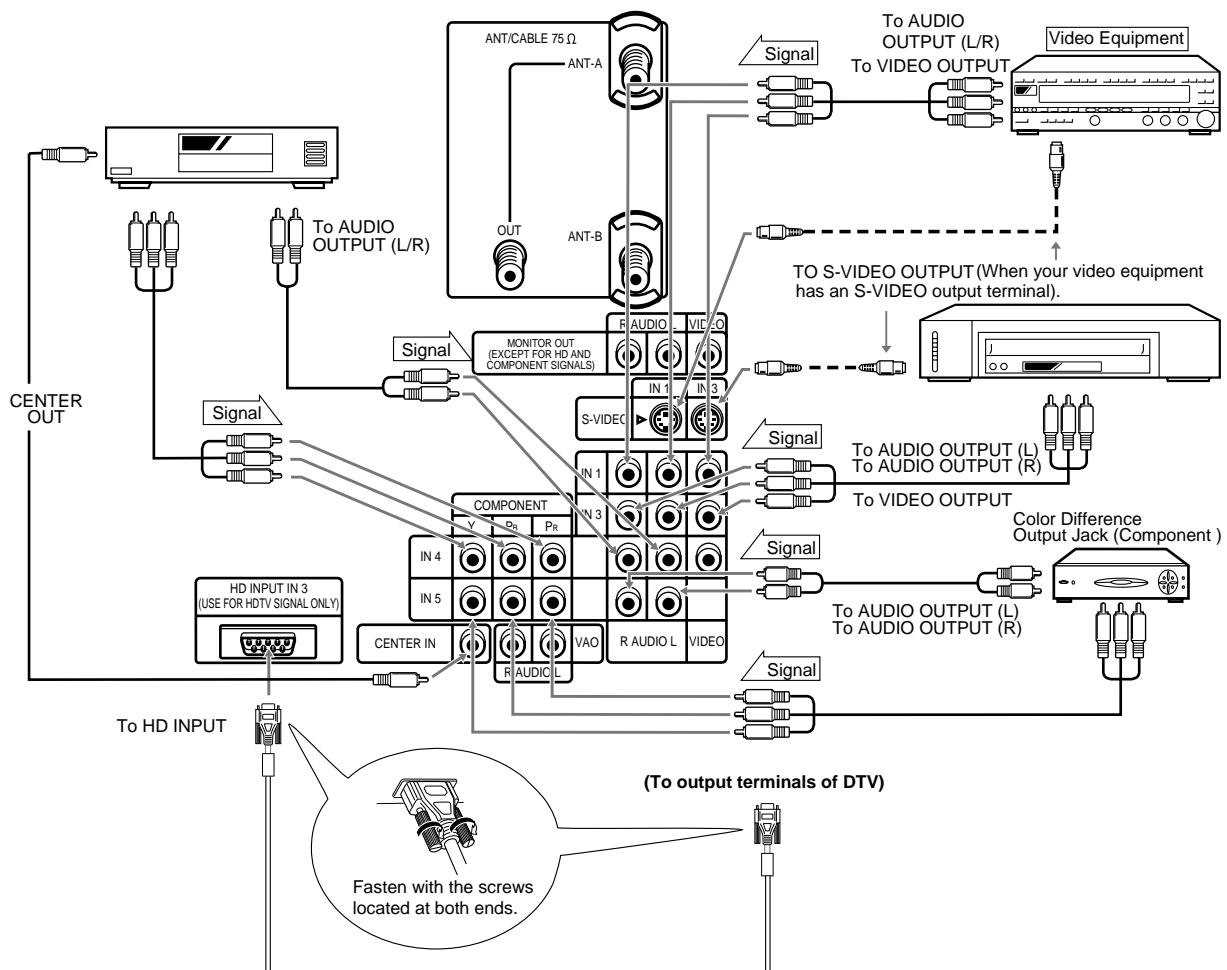 To AUDIO
OUTPUT (L/R)
To VIDEO OUTPUT
Video Equipment
Signal
ANT/CABLE 75 Ω
ANT-A
OUT
ANT-B
To AUDIO
OUTPUT (L/R)
TO S-VIDEO OUTPUT (When your video equipment
has an S-VIDEO output terminal).
R AUDIO L
VIDEO
MONITOR OUT
(EXCEPT FOR HD AND
COMPONENT SIGNALS)
Signal
CENTER
OUT
Signal
IN 1
IN 3
S-VIDEO
Signal
To AUDIO OUTPUT (L)
To AUDIO OUTPUT (R)
To VIDEO OUTPUT
IN 1
IN 3
COMPONENT
Y
PB
PR
IN 4
IN 5
Color Difference
Output Jack (Component )
Signal
To AUDIO OUTPUT (L)
To AUDIO OUTPUT (R)
HD INPUT IN 3
(USE FOR HDTV SIGNAL ONLY)
CENTER IN
VAO
R AUDIO L
VIDEO
R AUDIO L
Signal
To HD INPUT
(To output terminals of DTV)
Fasten with the screws
located at both ends.